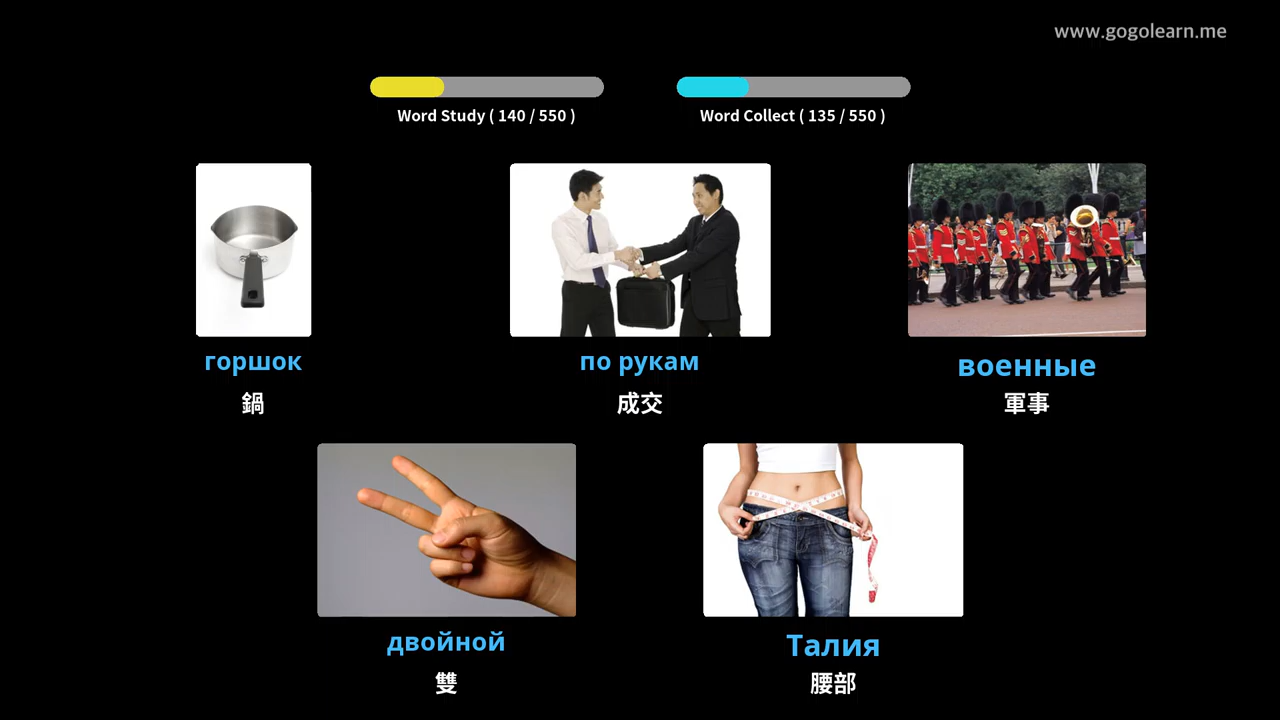 www.gogolearn.me
Word Study ( 140 / 550 )
Word Collect ( 135 / 550 )
горшок
鍋
по рукам
成交
военные
軍事
двойной
雙
Талия
腰部